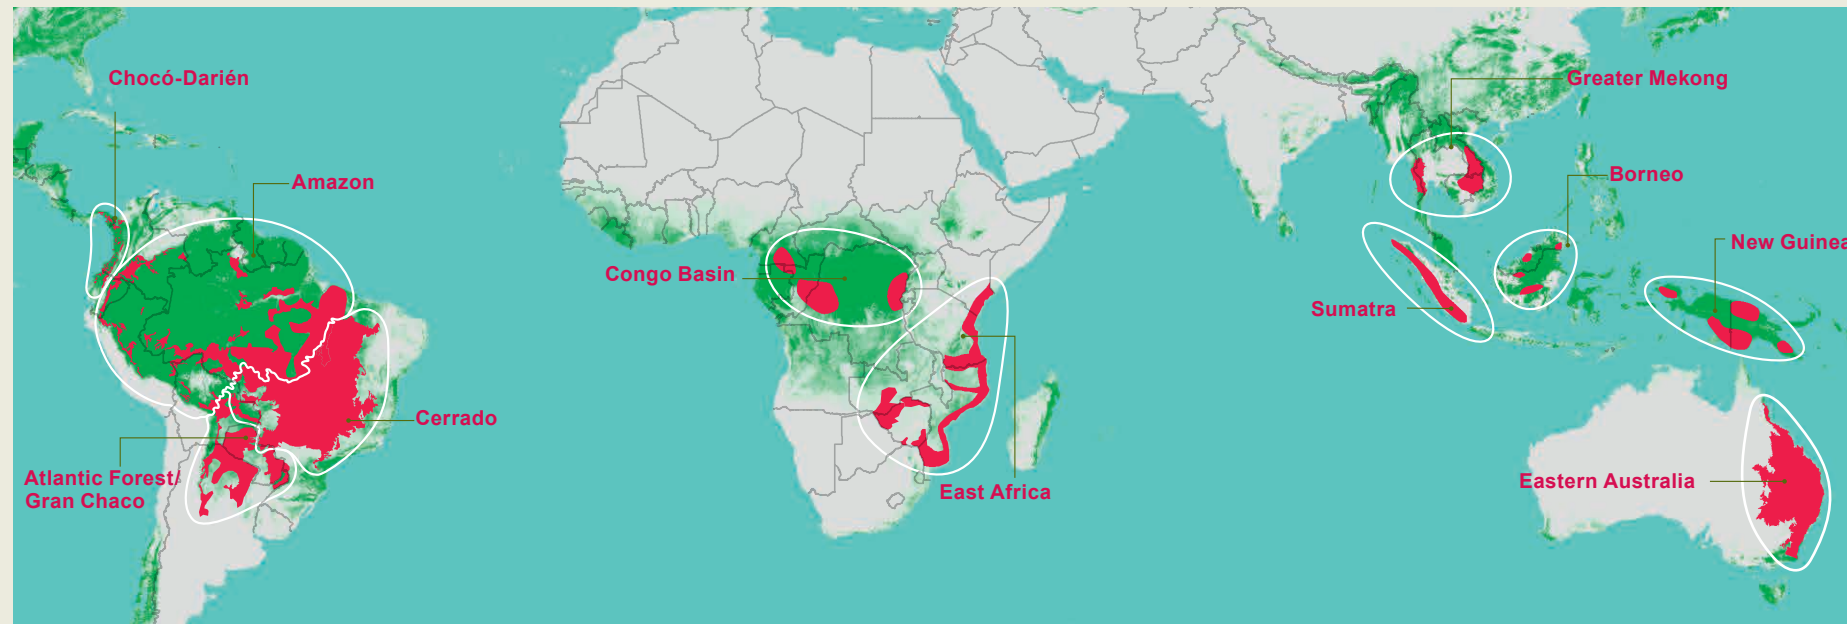 Chocó-Darién
Greater Mekong
Amazon
Borneo
New Guinea
Congo Basin
Sumatra
Cerrado
Atlantic Forest/
Gran Chaco
East Africa
Eastern Australia